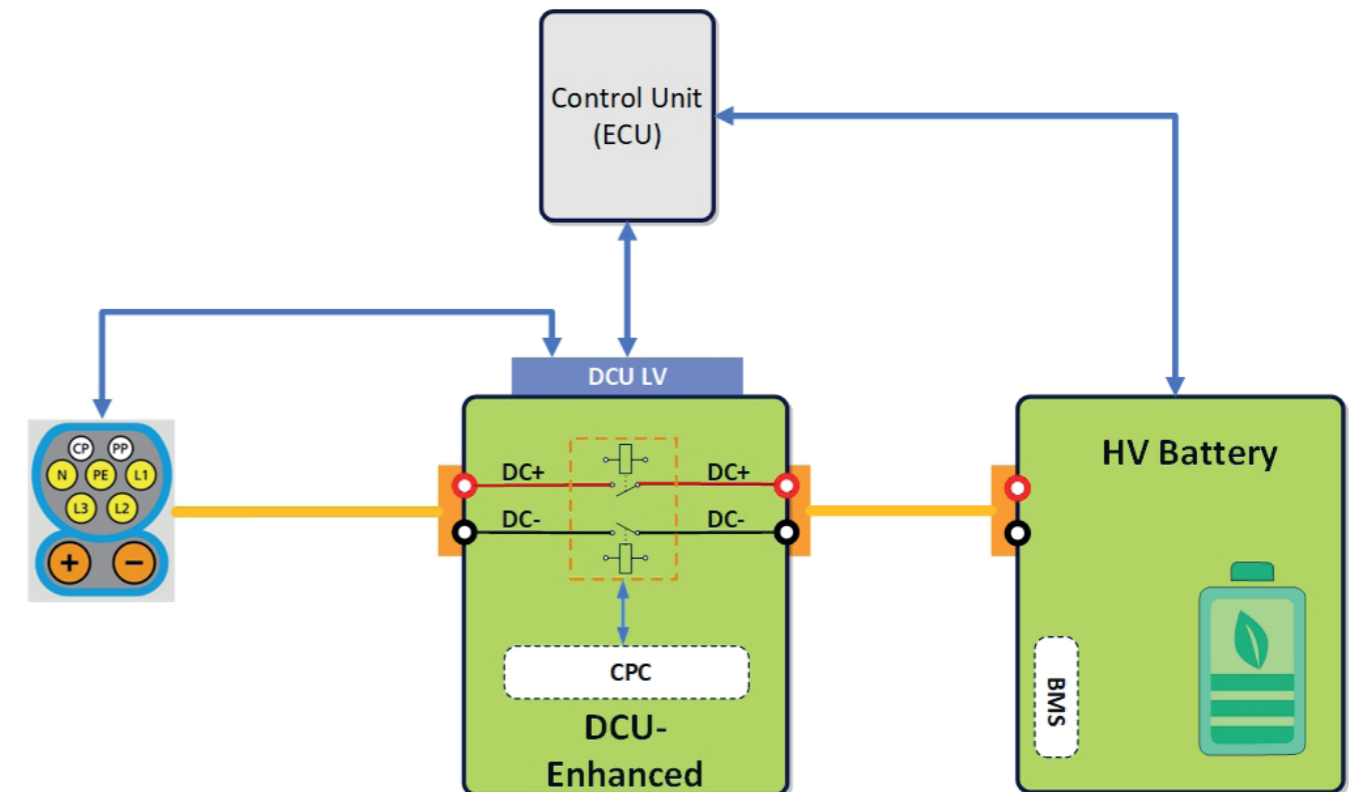 Control Unit
(ECU)
DCU LV
CP PP
N PE L1
L3 L2
+ −
DC+ DC+
DC- DC-
CPC
DCU-
Enhanced
HV Battery
BMS